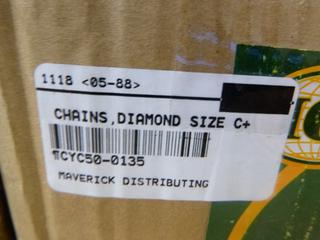 1118 <05-88>
CHAINS,DIAMOND SIZE C+
¶CYC50-0135
MAVERICK DISTRIBUTING